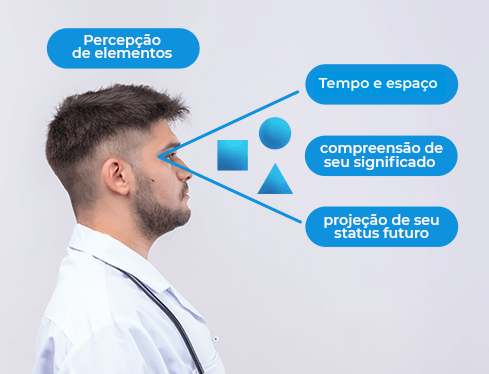 Percepção
de elementos
Tempo e espaço
compreensão de
seu significado
projeção de seu
status futuro